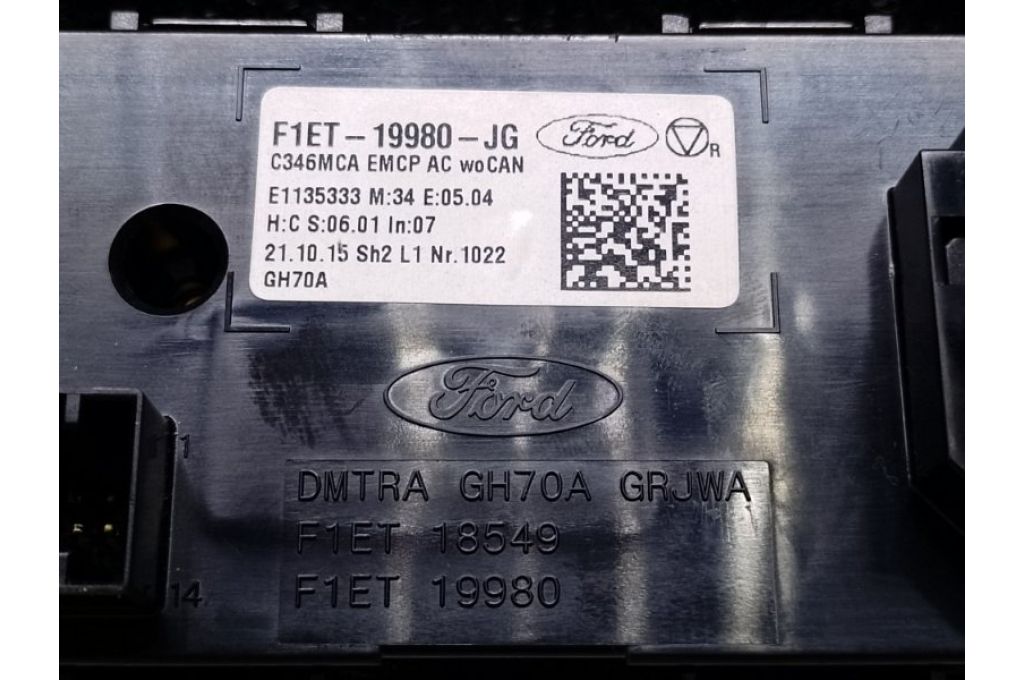 F1ET-19980-JG Ford R
C346MCA EMCP AC woCAN
E1135333 M:34 E:05.04
H:C S:06.01 In:07
21.10.15 Sh2 L1 Nr.1022
GH70A
Ford
1
DMTRA GH70A GRJWA
F1ET 18549
F1ET 19980
14